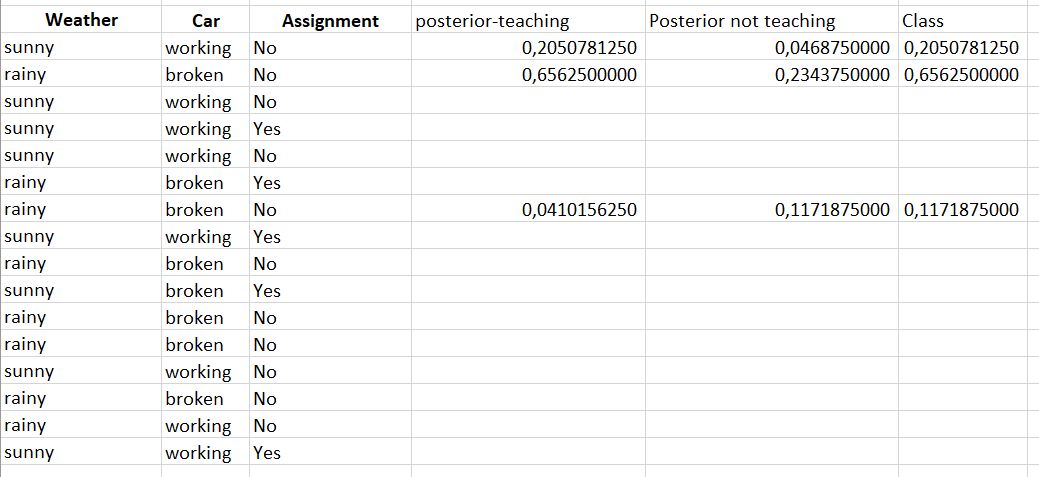 Weather Car Assignment posterior-teaching Posterior not teaching Class
sunny working No 0,2050781250 0,0468750000 0,2050781250
rainy broken No 0,6562500000 0,2343750000 0,6562500000
sunny working No
sunny working Yes
sunny working No
rainy broken Yes
rainy broken No 0,0410156250 0,1171875000 0,1171875000
sunny working Yes
rainy broken No
sunny broken Yes
rainy broken No
rainy broken No
sunny working No
rainy broken No
rainy working No
sunny working Yes